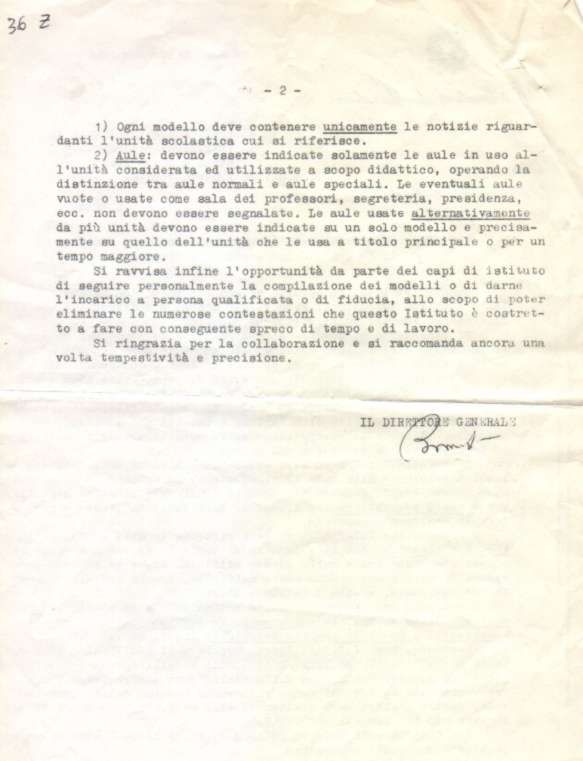 36 Z
- 2 -
1) Ogni modello deve contenere unicamente le notizie riguar-
danti l'unità scolastica cui si riferisce.
2) Aule: devono essere indicate solamente le aule in uso al-
l'unità considerata ed utilizzate a scopo didattico, operando la
distinzione tra aule normali e aule speciali. Le eventuali aule
vuote o usate come sala dei professori, segreteria, presidenza,
ecc. non devono essere segnalate. Le aule usate alternativamente
da più unità devono essere indicate su un solo modello e precisa-
mente su quello dell'unità che le usa a titolo principale o per un
tempo maggiore.
Si ravvisa infine l'opportunità da parte dei capi di istituto
di seguire personalmente la compilazione dei modelli o di darne
l'incarico a persona qualificata o di fiducia, allo scopo di poter
eliminare le numerose contestazioni che questo Istituto è costret-
to a fare con conseguente spreco di tempo e di lavoro.
Si ringrazia per la collaborazione e si raccomanda ancora una
volta tempestività e precisione.
IL DIRETTORE GENERALE